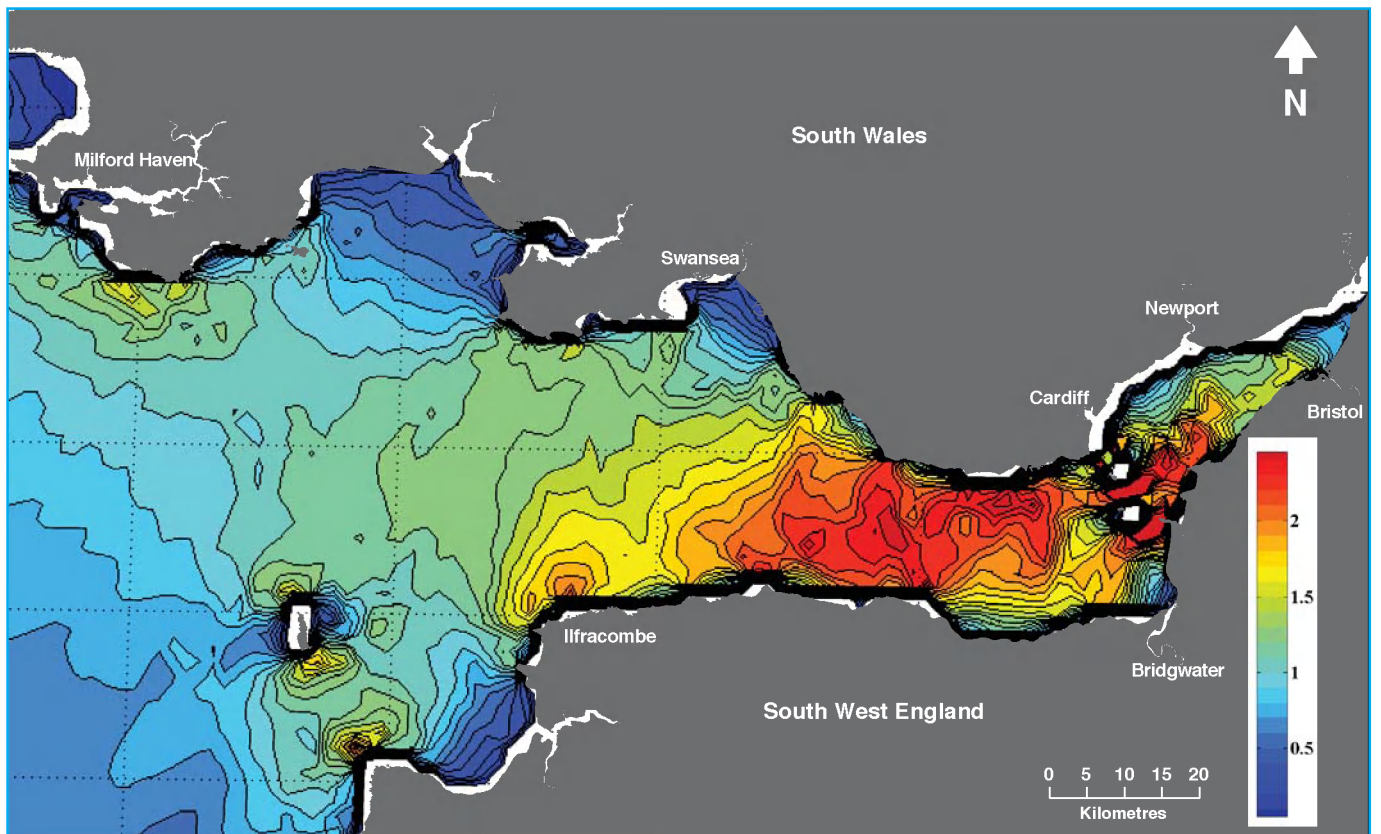 N
South Wales
Milford Haven
Swansea
Newport
Cardiff
Bristol
2
1.5
Ilfracombe
Bridgwater
1
South West England
0.5
0 5 10 15 20
Kilometres